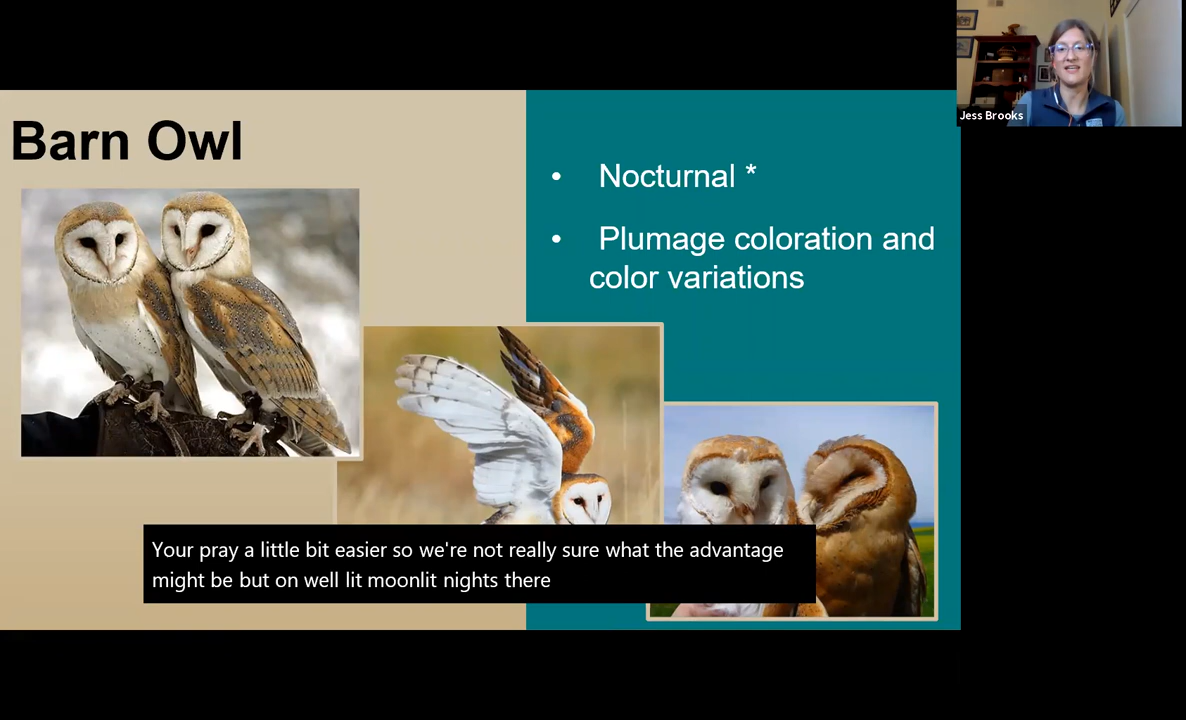 Barn Owl
• Nocturnal *
• Plumage coloration and
color variations
Jess Brooks
Your pray a little bit easier so we're not really sure what the advantage
might be but on well lit moonlit nights there